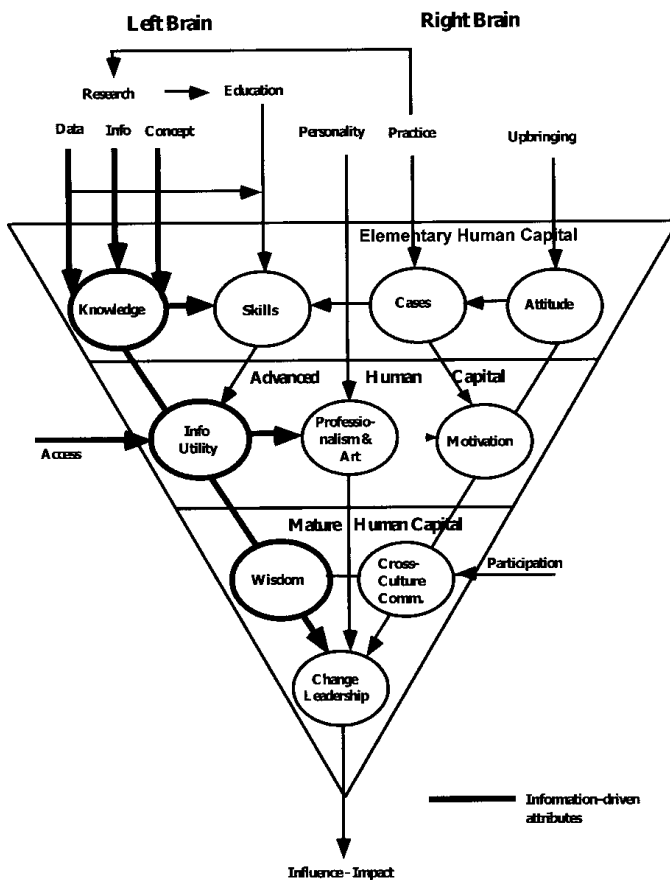 Left Brain
Right Brain
Research
Education
Data
Info
Concept
Personality
Practice
Upbringing
Elementary Human Capital
Knowledge
Skills
Cases
Attitude
Advanced Human Capital
Info
Utility
Professio-
nalism &
Art
Motivation
Access
Mature Human Capital
Wisdom
Cross-
Culture
Comm.
Participation
Change
Leadership
Information-driven
attributes
Influence - Impact